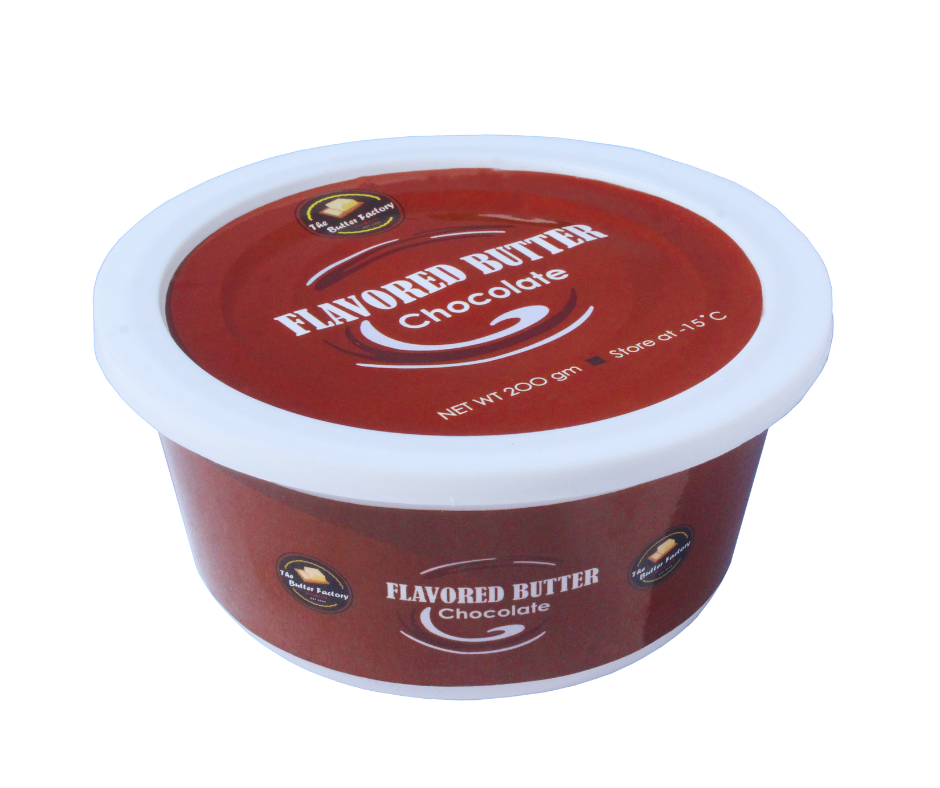 The
Butter Factory
FLAVORED BUTTER
Chocolate
NET WT 200 gm ■ Store at -15°C
The
Butter Factory
FLAVORED BUTTER
Chocolate
The
Butter Factory